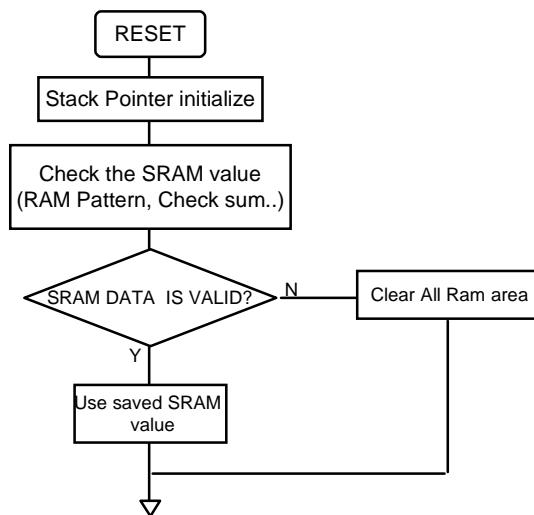 RESET
Stack Pointer initialize
Check the SRAM value
(RAM Pattern, Check sum..)
SRAM DATA IS VALID?
N
Clear All Ram area
Y
Use saved SRAM
value